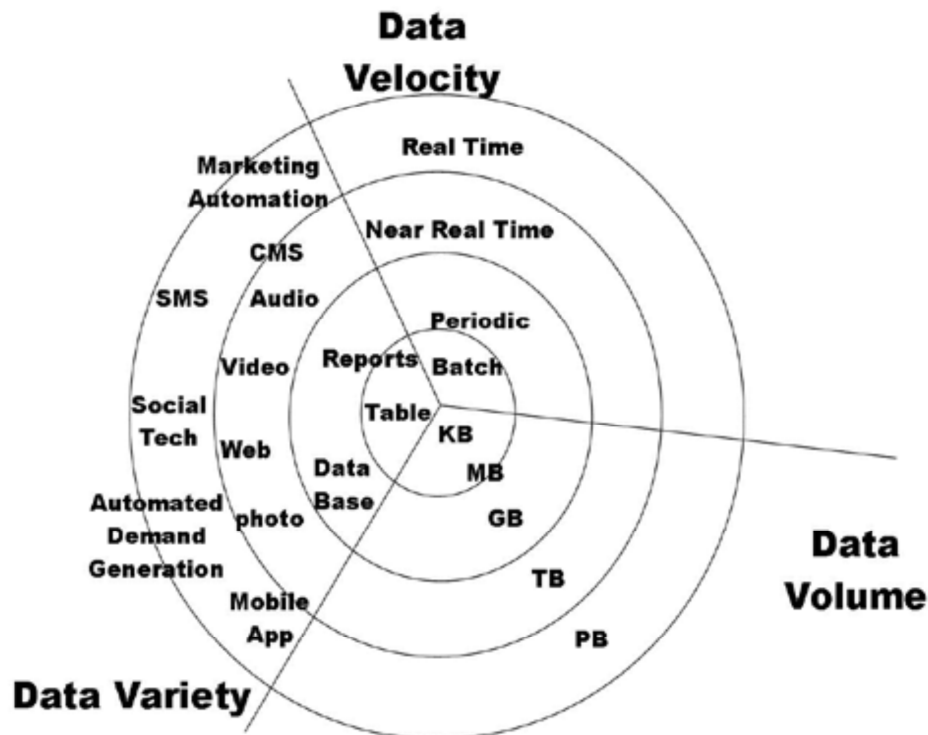 Data
Velocity
Real Time
Marketing
Automation
Near Real Time
CMS
SMS
Audio
Periodic
Reports
Batch
Video
Social
Tech
Table
KB
Web
Data
Base
MB
Automated
Demand
Generation
photo
GB
Data
Volume
TB
Mobile
App
PB
Data Variety